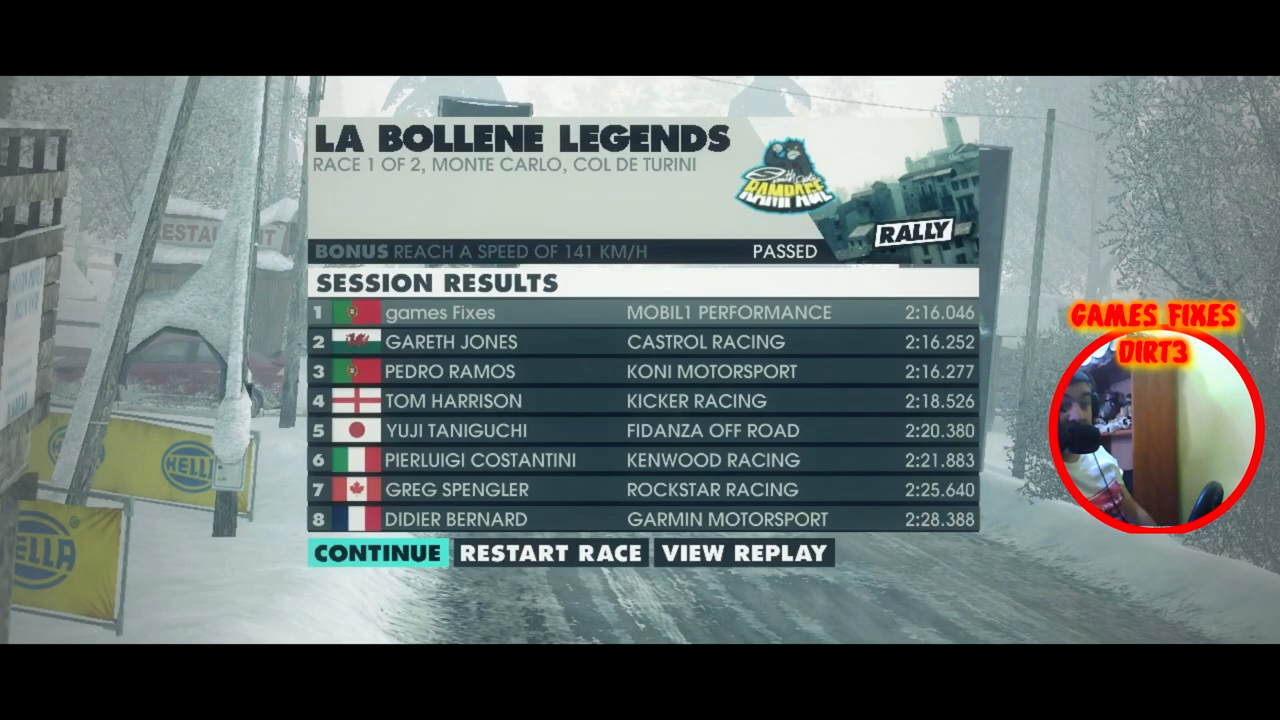 LA BOLLENE LEGENDS
RACE 1 OF 2, MONTE CARLO, COL DE TURINI
RAMPAGE
RALLY
BONUS REACH A SPEED OF 141 KM/H PASSED
SESSION RESULTS
1 games Fixes MOBIL1 PERFORMANCE 2:16.046
2 GARETH JONES CASTROL RACING 2:16.252
3 PEDRO RAMOS KONI MOTORSPORT 2:16.277
4 TOM HARRISON KICKER RACING 2:18.526
5 YUJI TANIGUCHI FIDANZA OFF ROAD 2:20.380
6 PIERLUIGI COSTANTINI KENWOOD RACING 2:21.883
7 GREG SPENGLER ROCKSTAR RACING 2:25.640
8 DIDIER BERNARD GARMIN MOTORSPORT 2:28.388
CONTINUE RESTART RACE VIEW REPLAY
GAMES FIXES
DIRT3
HELLA
ELLA